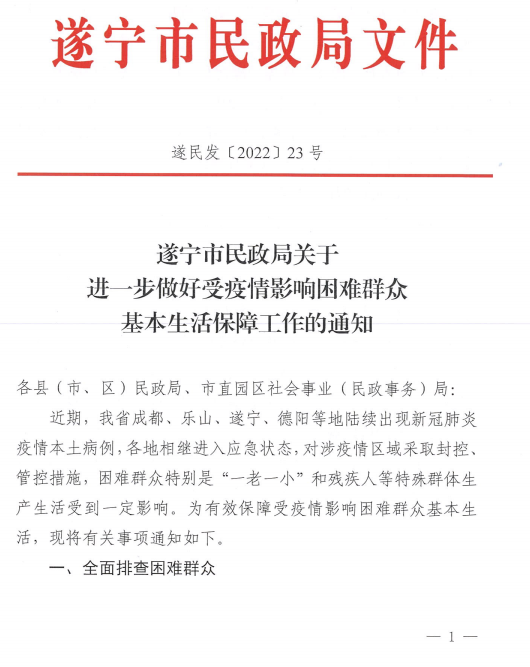 遂宁市民政局文件
遂民发〔2022〕23号
遂宁市民政局关于
进一步做好受疫情影响困难群众
基本生活保障工作的通知
各县（市、区）民政局、市直园区社会事业（民政事务）局：
近期，我省成都、乐山、遂宁、德阳等地陆续出现新冠肺炎
疫情本土病例，各地相继进入应急状态，对涉疫情区域采取封控、
管控措施，困难群众特别是“一老一小”和残疾人等特殊群体生
产生活受到一定影响。为有效保障受疫情影响困难群众基本生
活，现将有关事项通知如下。
一、全面排查困难群众
— 1 —